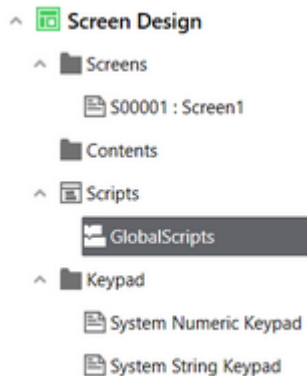 Screen Design
Screens
S00001 : Screen1
Contents
Scripts
GlobalScripts
Keypad
System Numeric Keypad
System String Keypad